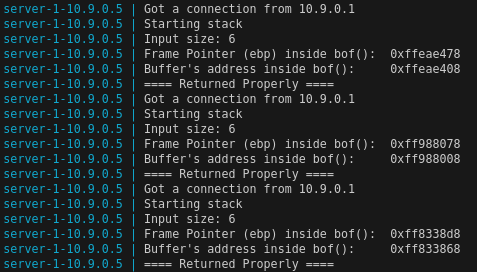 server-1-10.9.0.5 | Got a connection from 10.9.0.1
server-1-10.9.0.5 | Starting stack
server-1-10.9.0.5 | Input size: 6
server-1-10.9.0.5 | Frame Pointer (ebp) inside bof():  0xffeae478
server-1-10.9.0.5 | Buffer's address inside bof():     0xffeae408
server-1-10.9.0.5 | ==== Returned Properly ====
server-1-10.9.0.5 | Got a connection from 10.9.0.1
server-1-10.9.0.5 | Starting stack
server-1-10.9.0.5 | Input size: 6
server-1-10.9.0.5 | Frame Pointer (ebp) inside bof():  0xff988078
server-1-10.9.0.5 | Buffer's address inside bof():     0xff988008
server-1-10.9.0.5 | ==== Returned Properly ====
server-1-10.9.0.5 | Got a connection from 10.9.0.1
server-1-10.9.0.5 | Starting stack
server-1-10.9.0.5 | Input size: 6
server-1-10.9.0.5 | Frame Pointer (ebp) inside bof():  0xff8338d8
server-1-10.9.0.5 | Buffer's address inside bof():     0xff833868
server-1-10.9.0.5 | ==== Returned Properly ====